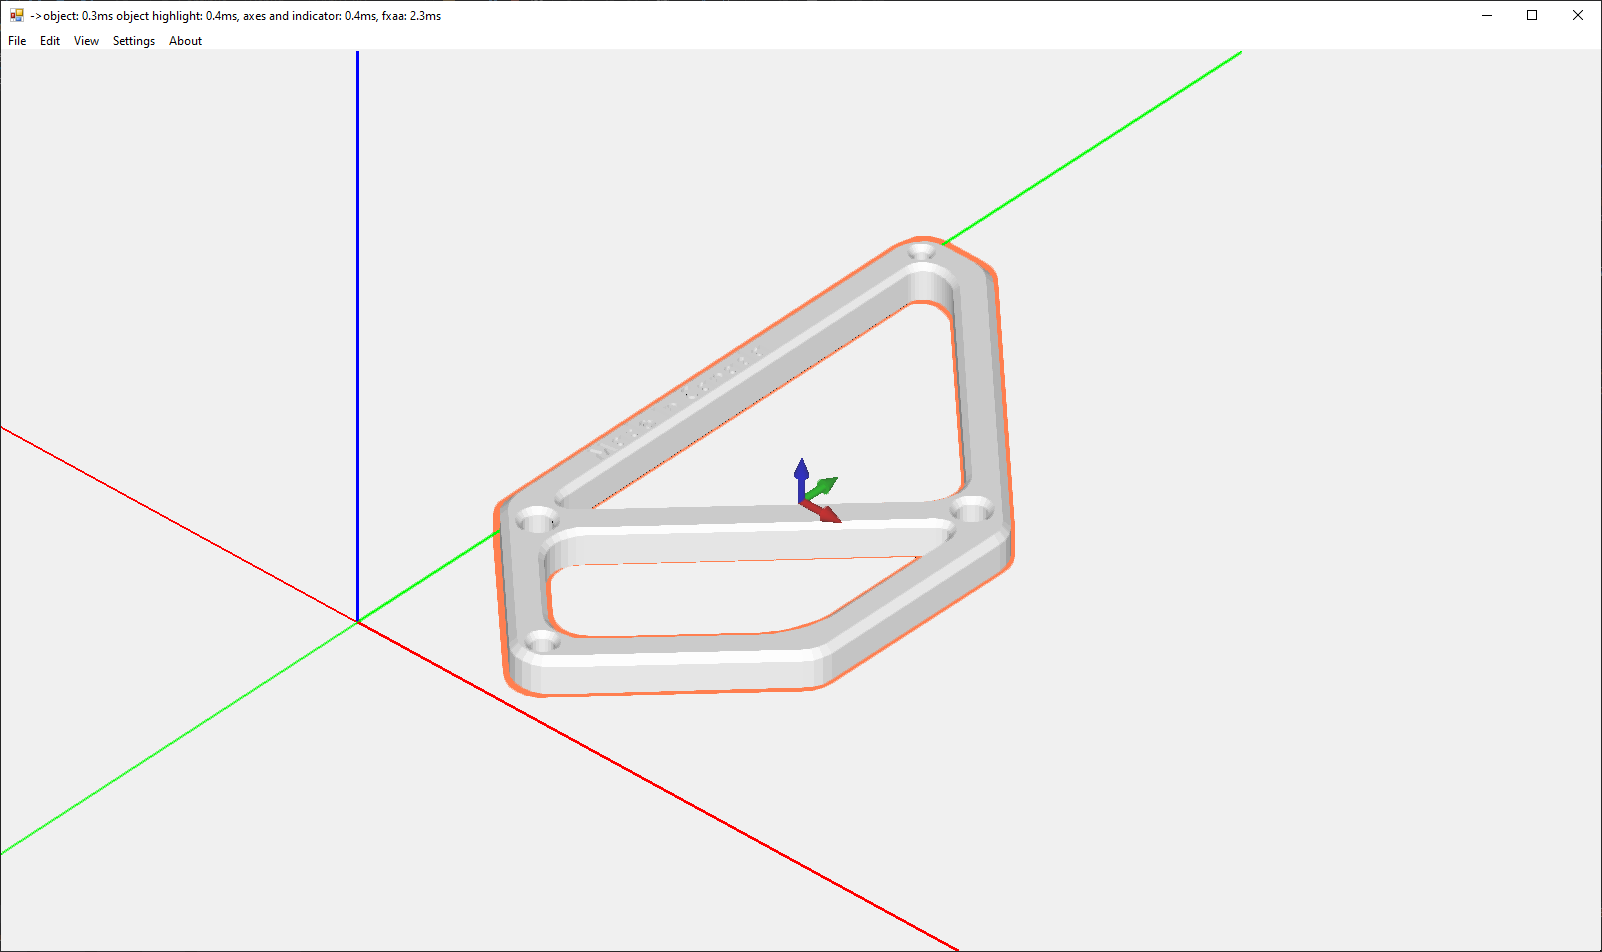 ->object: 0.3ms object highlight: 0.4ms, axes and indicator: 0.4ms, fxaa: 2.3ms
File Edit View Settings About